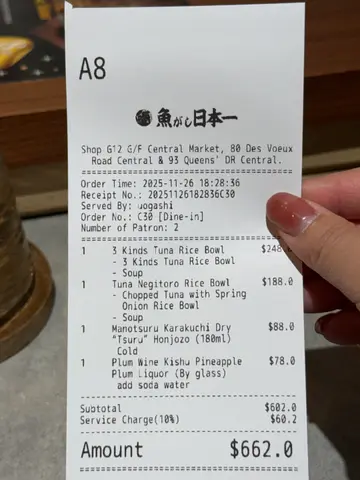 A8
魚がし日本一
Shop G12 G/F Central Market, 80 Des Voeux
Road Central & 93 Queens' DR Central.
Order Time: 2025-11-26 18:28:36
Receipt No.: 20251126182836C30
Served By: uogashi
Order No.: C30 [Dine-in]
Number of Patron: 2
1 3 Kinds Tuna Rice Bowl $248.
- 3 Kinds Tuna Rice Bowl
- Soup
1 Tuna Negitoro Rice Bowl $188.0
- Chopped Tuna with Spring
Onion Rice Bowl
- Soup
1 Manotsuru Karakuchi Dry $88.0
"Tsuru" Honjozo (180ml)
Cold
1 Plum Wine Kishu Pineapple $78.0
Plum Liquor (By glass)
add soda water
Subtotal $602.0
Service Charge(10%) $60.2
Amount $662.0